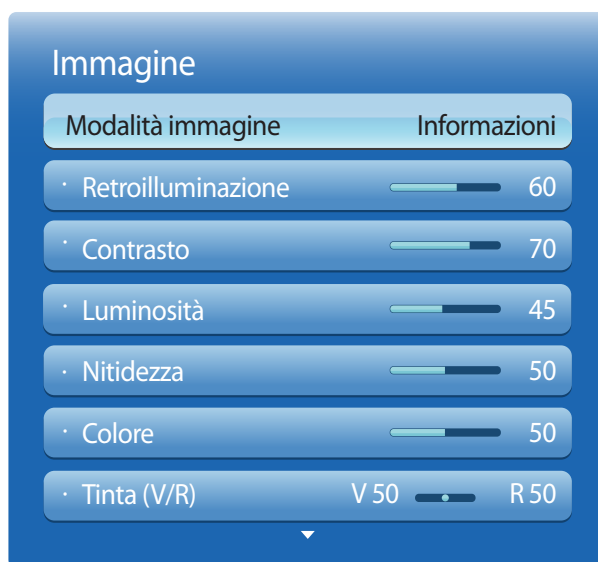 Immagine
Modalità immagine Informazioni
· Retroilluminazione 60
· Contrasto 70
· Luminosità 45
· Nitidezza 50
· Colore 50
· Tinta (V/R) V 50 R 50